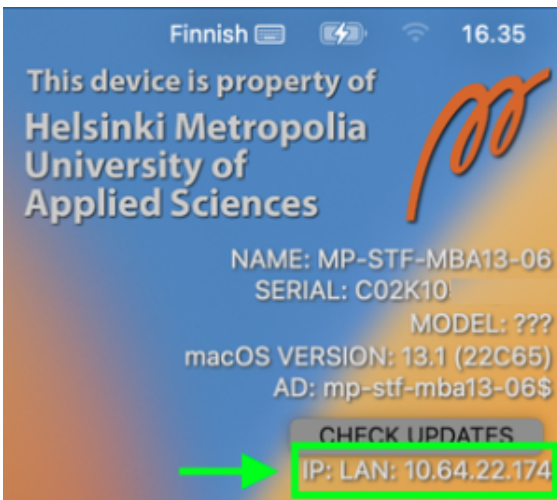 Finnish 16.35
This device is property of
Helsinki Metropolia
University of
Applied Sciences
NAME: MP-STF-MBA13-06
SERIAL: C02K10
MODEL: ???
macOS VERSION: 13.1 (22C65)
AD: mp-stf-mba13-06$
CHECK UPDATES
IP: LAN: 10.64.22.174